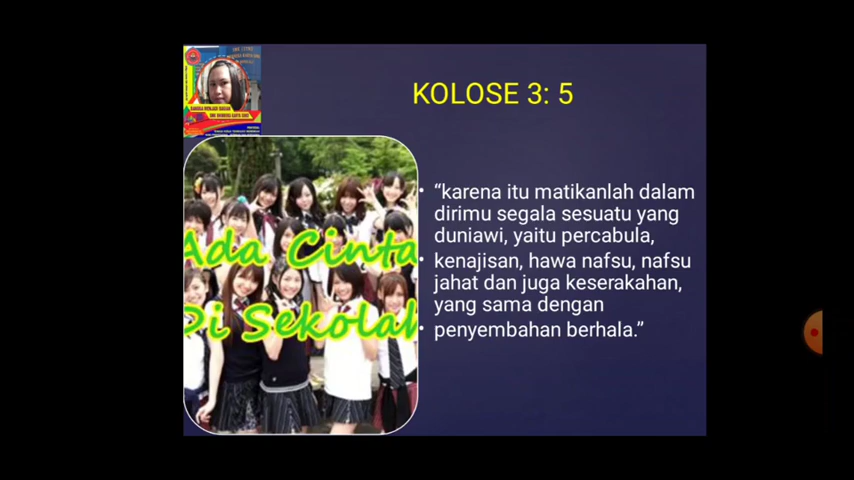 KOLOSE 3: 5
Ada Cinta
Di Sekolah
“karena itu matikanlah dalam
dirimu segala sesuatu yang
duniawi, yaitu percabula,
kenajisan, hawa nafsu, nafsu
jahat dan juga keserakahan,
yang sama dengan
penyembahan berhala.”